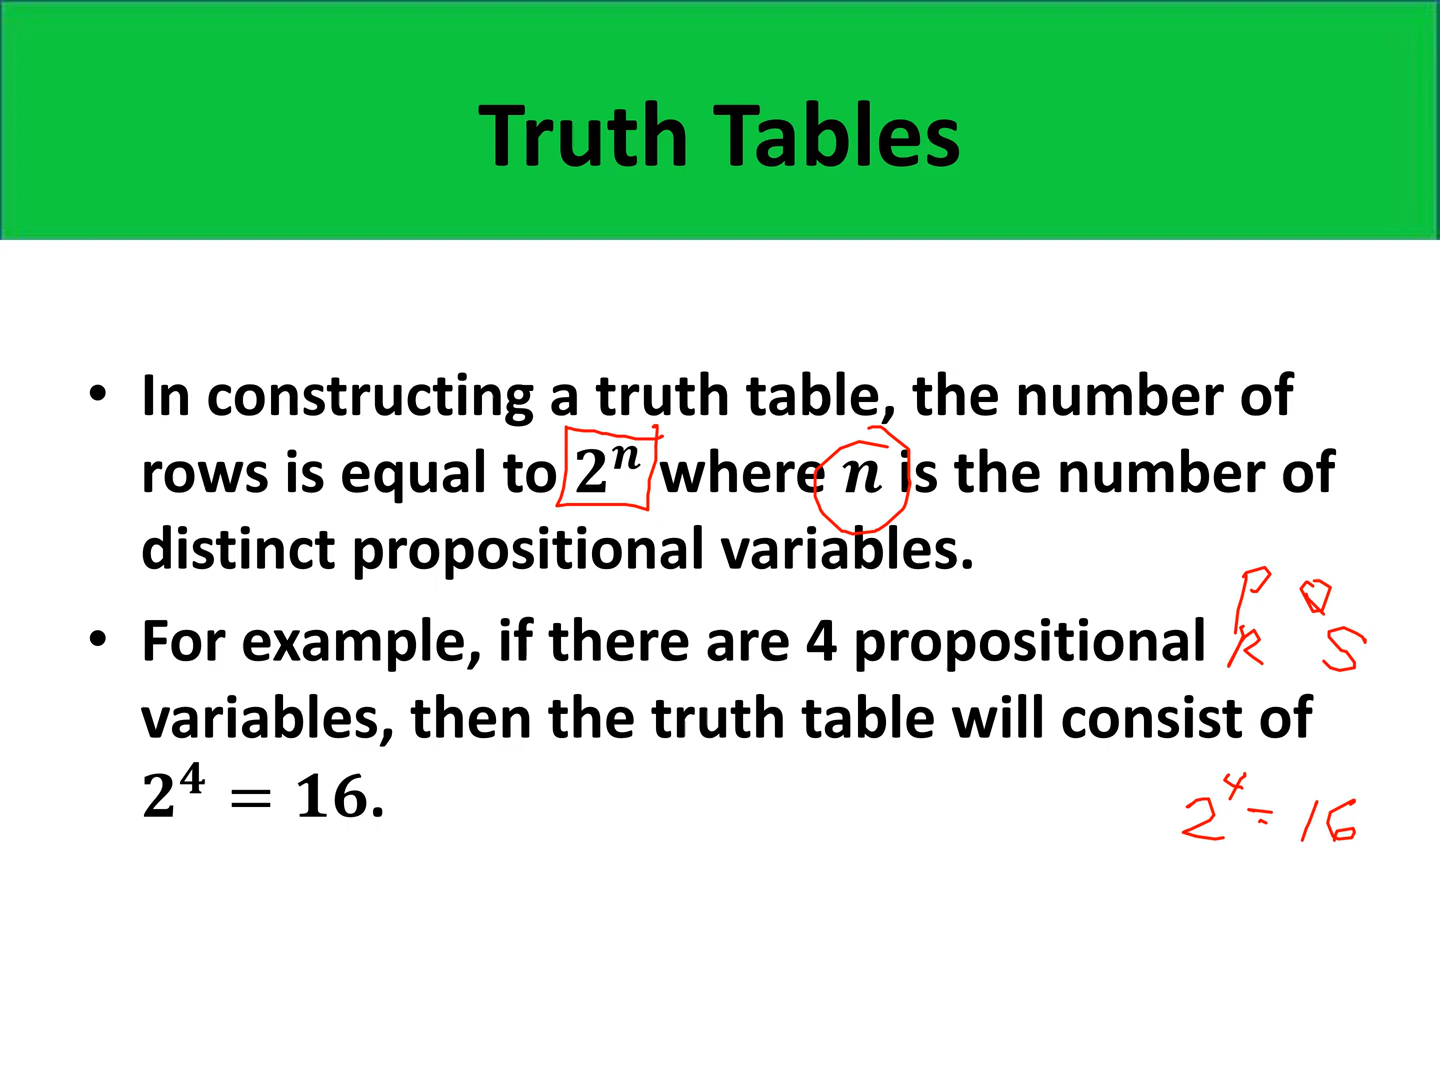 Truth Tables
• In constructing a truth table, the number of
rows is equal to 2ⁿ where n is the number of
distinct propositional variables.
P Q
• For example, if there are 4 propositional
R S
variables, then the truth table will consist of
2⁴ = 16.
2⁴ = 16